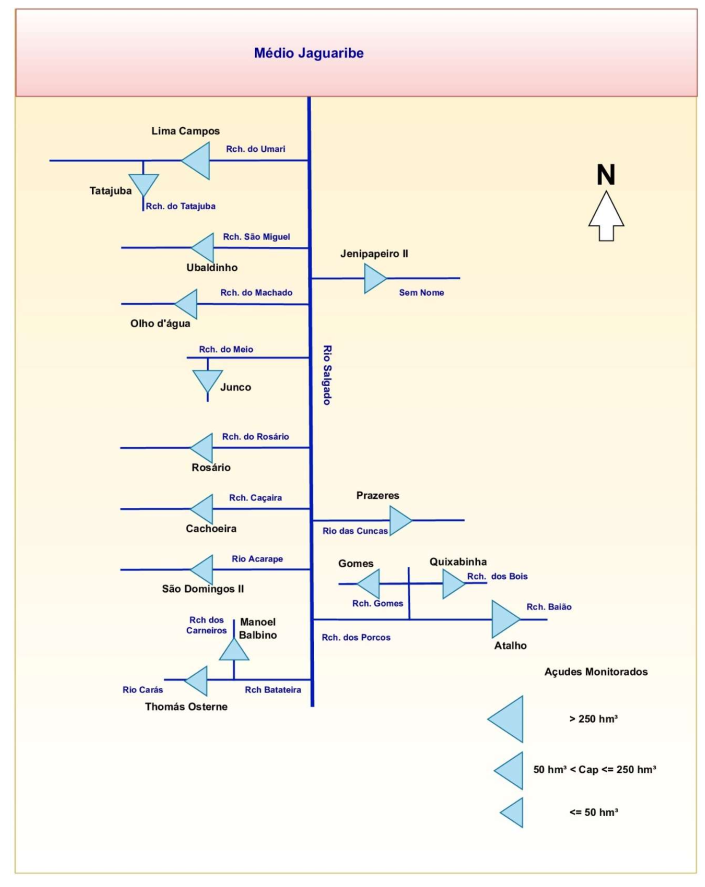 Médio Jaguaribe
Lima Campos
Rch. do Umari
Tatajuba
Rch. do Tatajuba
N
Rch. São Miguel
Ubaldinho
Jenipapeiro II
Sem Nome
Rch. do Machado
Olho d'água
Rch. do Meio
Junco
Rio Salgado
Rch. do Rosário
Rosário
Rch. Caçaira
Cachoeira
Prazeres
Rio das Cuncas
Rio Acarape
São Domingos II
Gomes
Quixabinha
Rch. dos Bois
Rch. Gomes
Rch. Baião
Rch. dos Porcos
Atalho
Rch dos
Carneiros
Manoel
Balbino
Rio Carás
Rch Batateira
Thomás Osterne
Açudes Monitorados
> 250 hm³
50 hm³ < Cap <= 250 hm³
<= 50 hm³